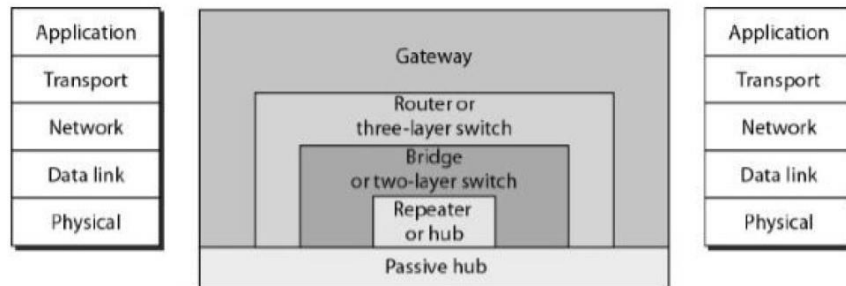 Application
Transport
Network
Data link
Physical
Gateway
Router or
three-layer switch
Bridge
or two-layer switch
Repeater
or hub
Passive hub
Application
Transport
Network
Data link
Physical